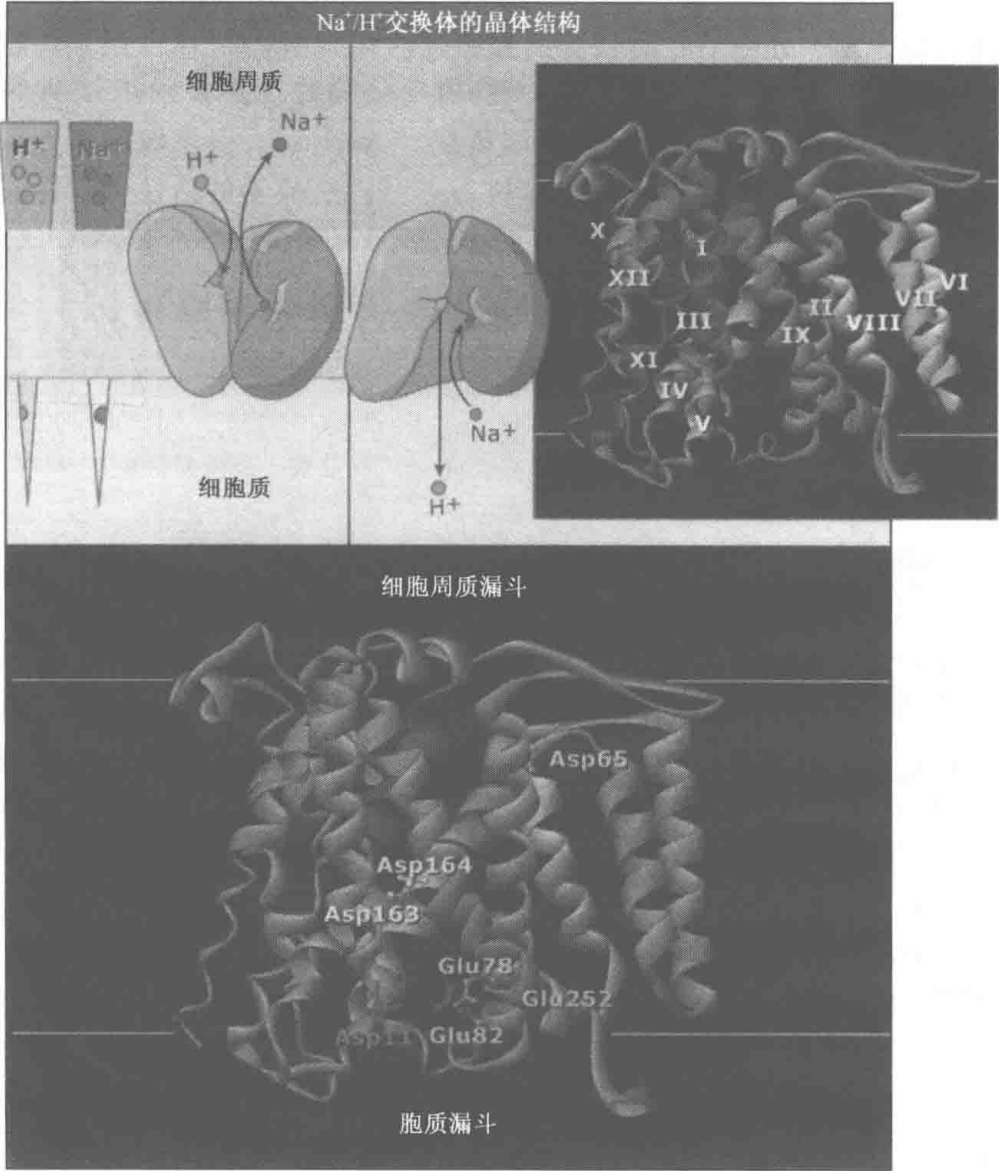 Na⁺/H⁺交换体的晶体结构
细胞周质
H⁺
Na⁺
H⁺
Na⁺
细胞质
Na⁺
H⁺
X
I
XII
VI
VII
II
VIII
III
IX
XI
IV
V
细胞周质漏斗
Asp65
Asp164
Asp163
Glu78
Glu252
Asp11
Glu82
胞质漏斗